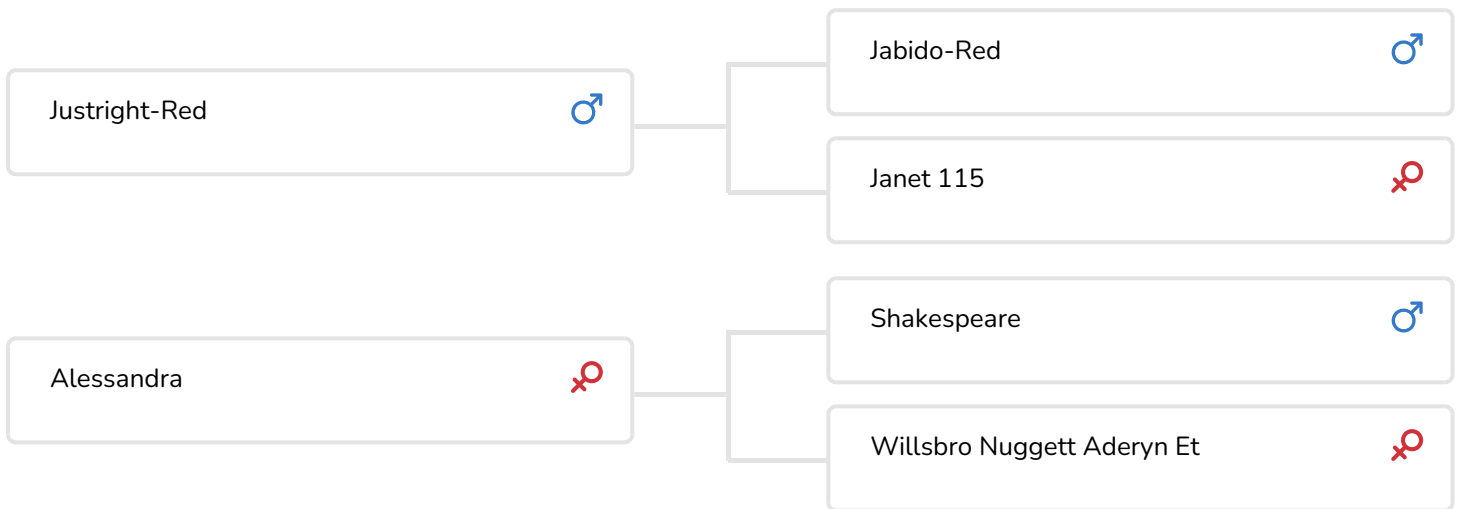 Jabido-Red
Justright-Red
Janet 115
Shakespeare
Alessandra
Willsbro Nuggett Aderyn Et